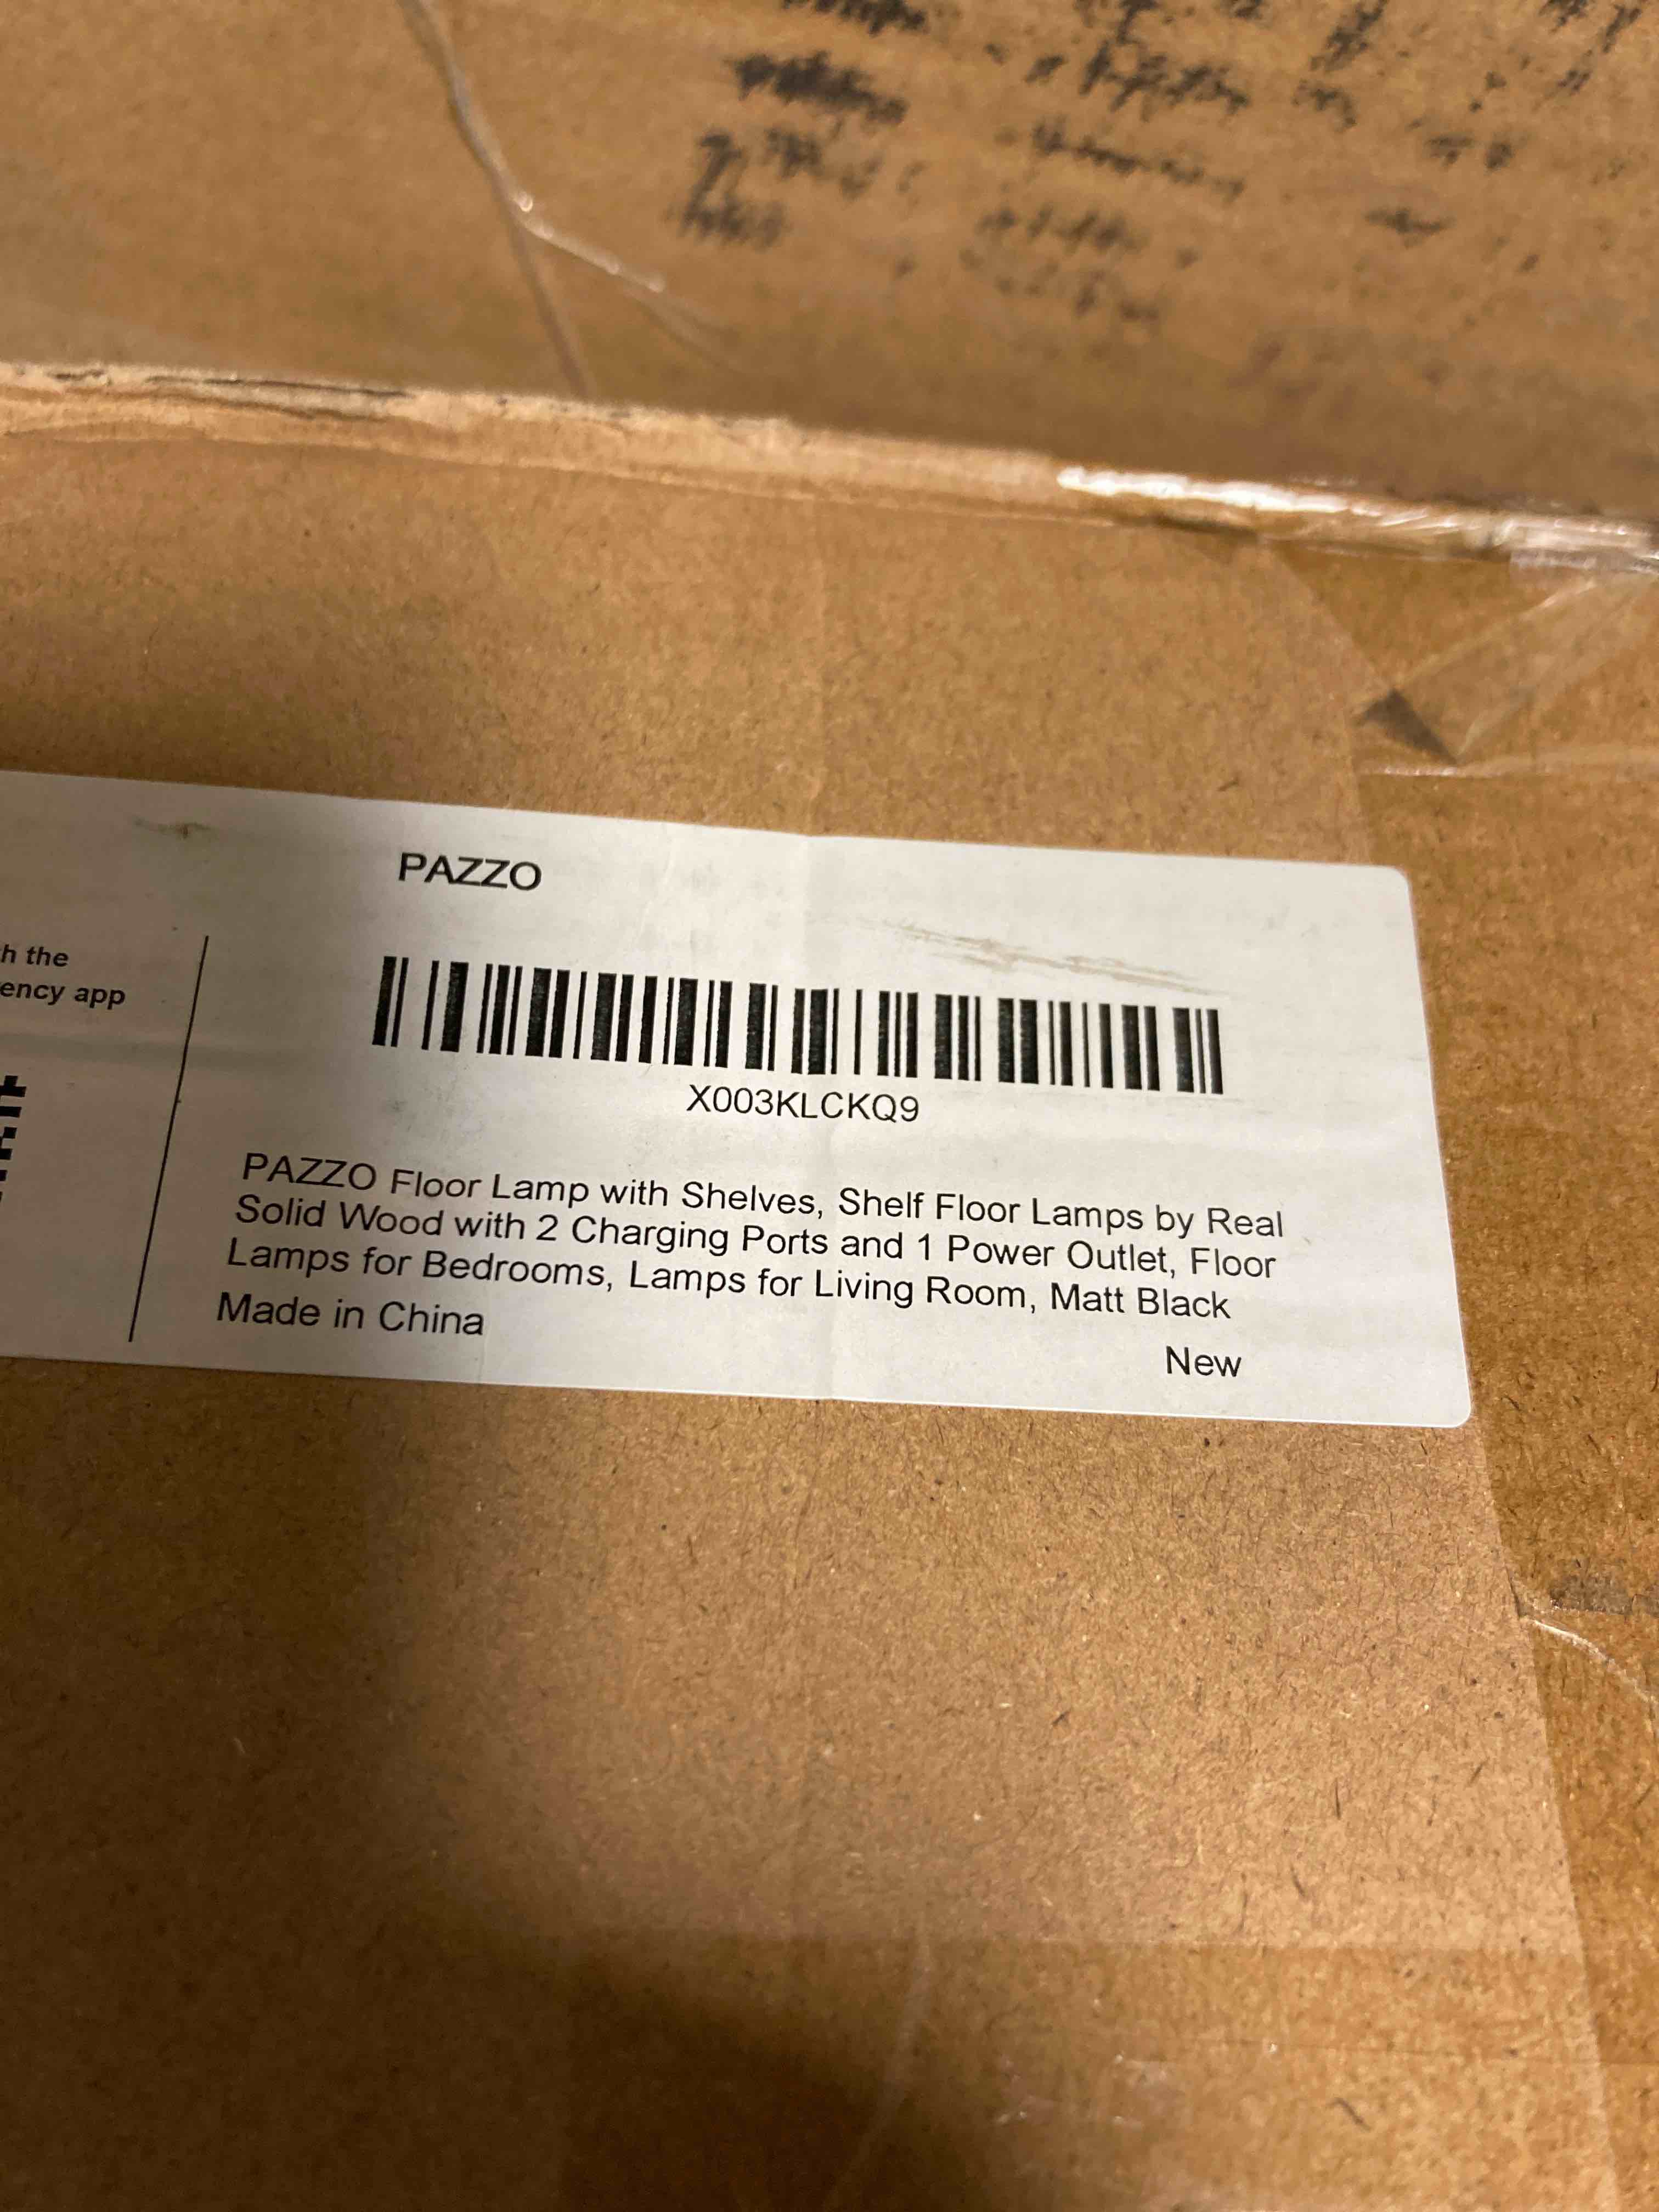 PAZZO
h the
ency app
X003KLCKQ9
PAZZO Floor Lamp with Shelves, Shelf Floor Lamps by Real
Solid Wood with 2 Charging Ports and 1 Power Outlet, Floor
Lamps for Bedrooms, Lamps for Living Room, Matt Black
Made in China
New